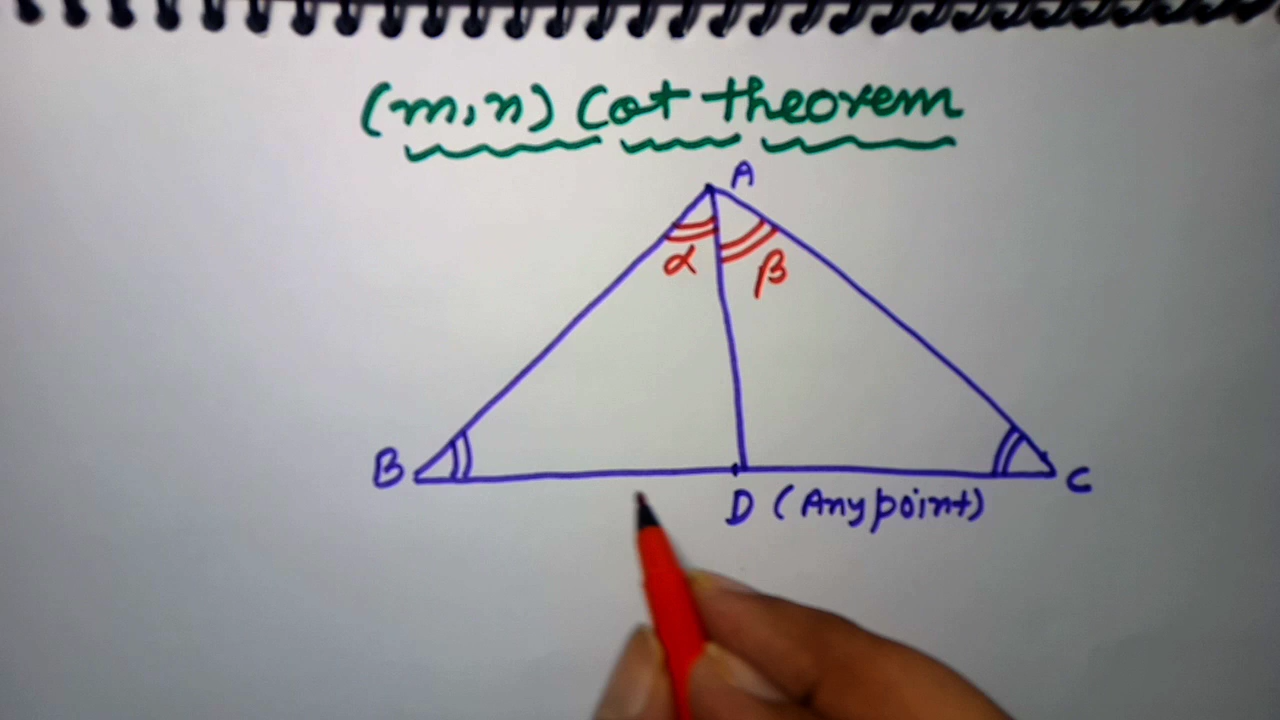 (m,n) Cot theorem
A
α β
B
C
D (Any point)